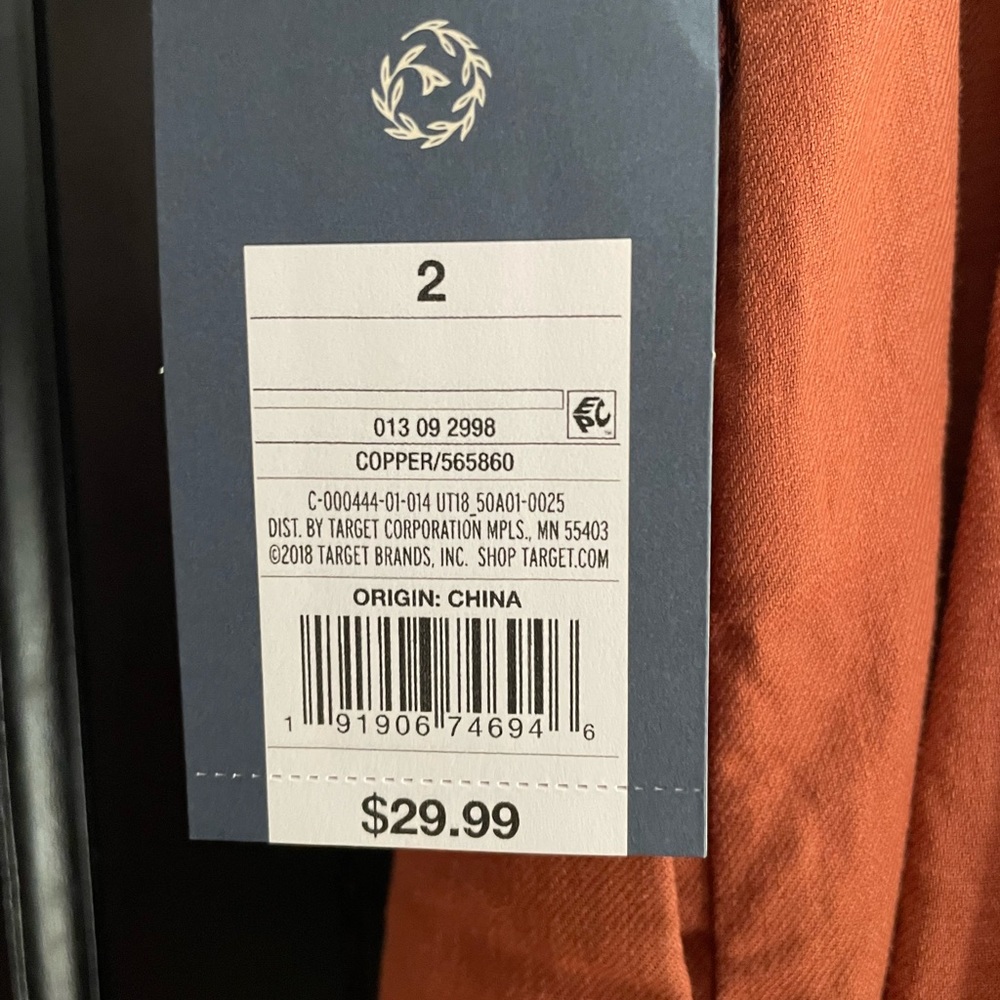 2
EPC
013 09 2998
COPPER/565860
C-000444-01-014 UT18_50A01-0025
DIST. BY TARGET CORPORATION MPLS., MN 55403
©2018 TARGET BRANDS, INC. SHOP TARGET.COM
ORIGIN: CHINA
1 91906 74694 6
$29.99